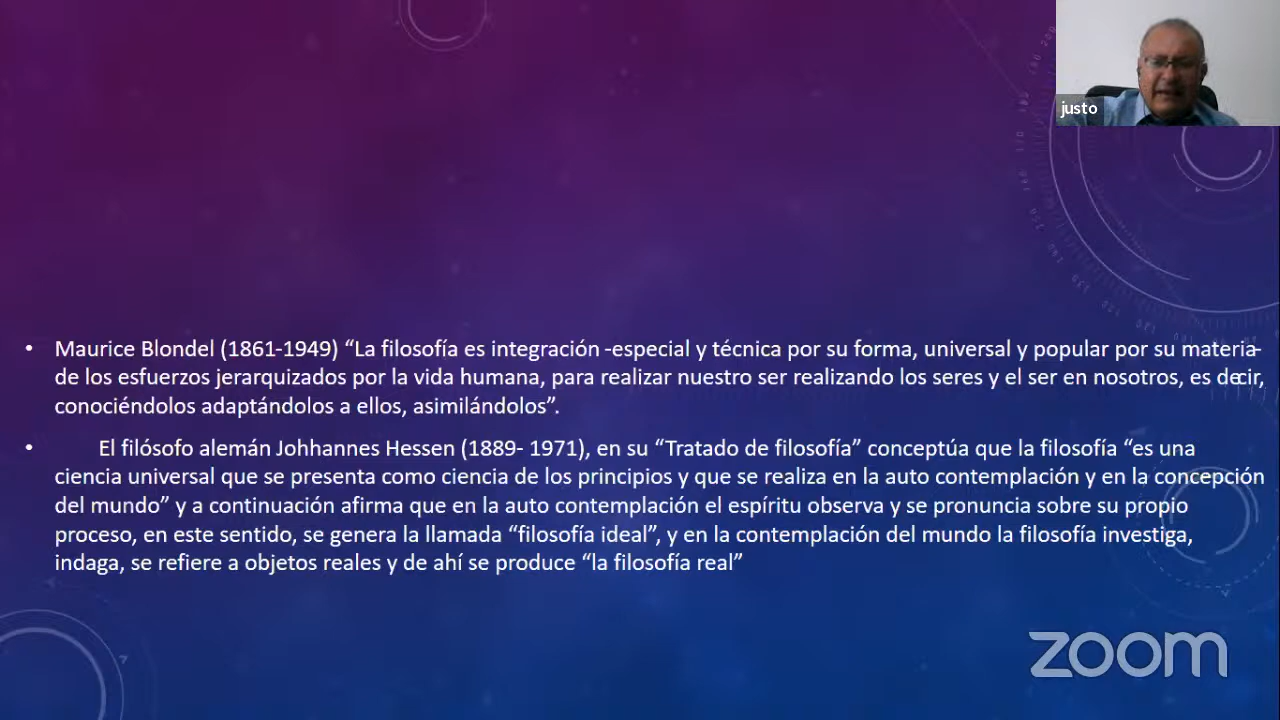 justo
• Maurice Blondel (1861-1949) “La filosofía es integración -especial y técnica por su forma, universal y popular por su materia-
de los esfuerzos jerarquizados por la vida humana, para realizar nuestro ser realizando los seres y el ser en nosotros, es decir,
conociéndolos adaptándolos a ellos, asimilándolos”.
• El filósofo alemán Johhannes Hessen (1889- 1971), en su “Tratado de filosofía” conceptúa que la filosofía “es una
ciencia universal que se presenta como ciencia de los principios y que se realiza en la auto contemplación y en la concepción
del mundo” y a continuación afirma que en la auto contemplación el espíritu observa y se pronuncia sobre su propio
proceso, en este sentido, se genera la llamada “filosofía ideal”, y en la contemplación del mundo la filosofía investiga,
indaga, se refiere a objetos reales y de ahí se produce “la filosofía real”
zoom